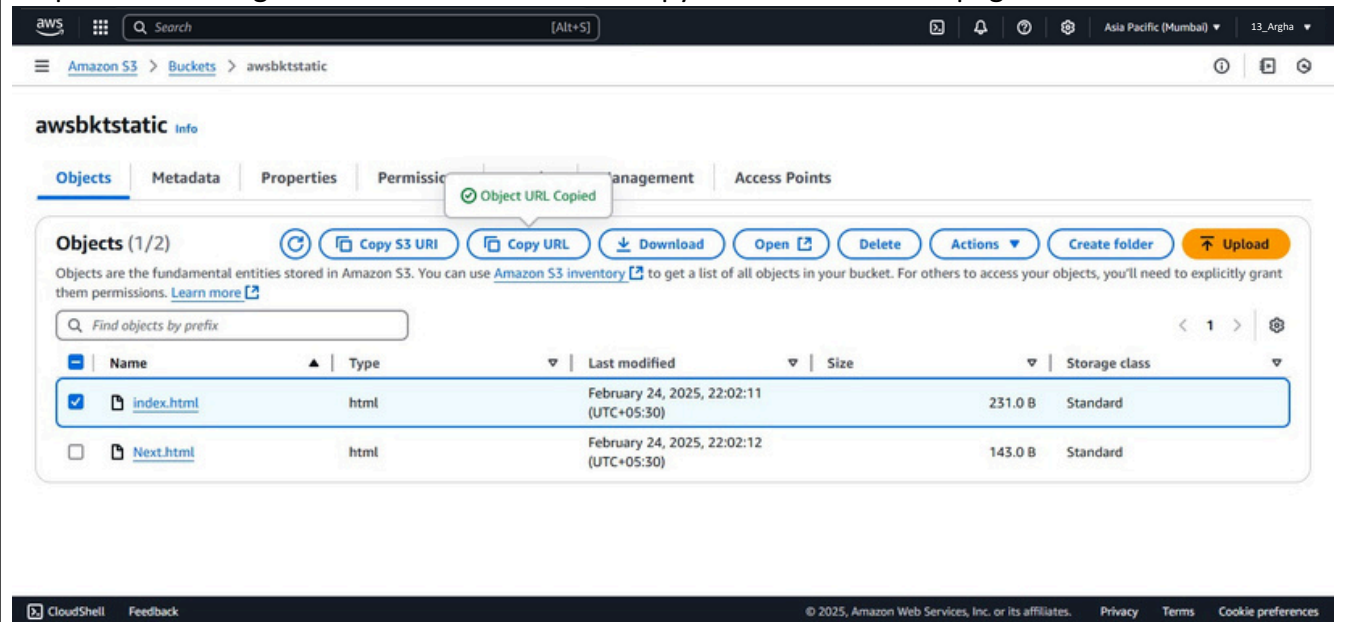 aws Search [Alt+S] Asia Pacific (Mumbai) 13_Argha
Amazon S3 > Buckets > awsbktstatic
awsbktstatic Info
Objects Metadata Properties Management Access Points
Object URL Copied
Objects (1/2) Copy S3 URI Copy URL Download Open Delete Actions Create folder Upload
Objects are the fundamental entities stored in Amazon S3. You can use Amazon S3 inventory to get a list of all objects in your bucket. For others to access your objects, you'll need to explicitly grant
them permissions. Learn more
Find objects by prefix 1
Name Type Last modified Size Storage class
index.html html February 24, 2025, 22:02:11 (UTC+05:30) 231.0 B Standard
Next.html html February 24, 2025, 22:02:12 (UTC+05:30) 143.0 B Standard
CloudShell Feedback © 2025, Amazon Web Services, Inc. or its affiliates. Privacy Terms Cookie preferences